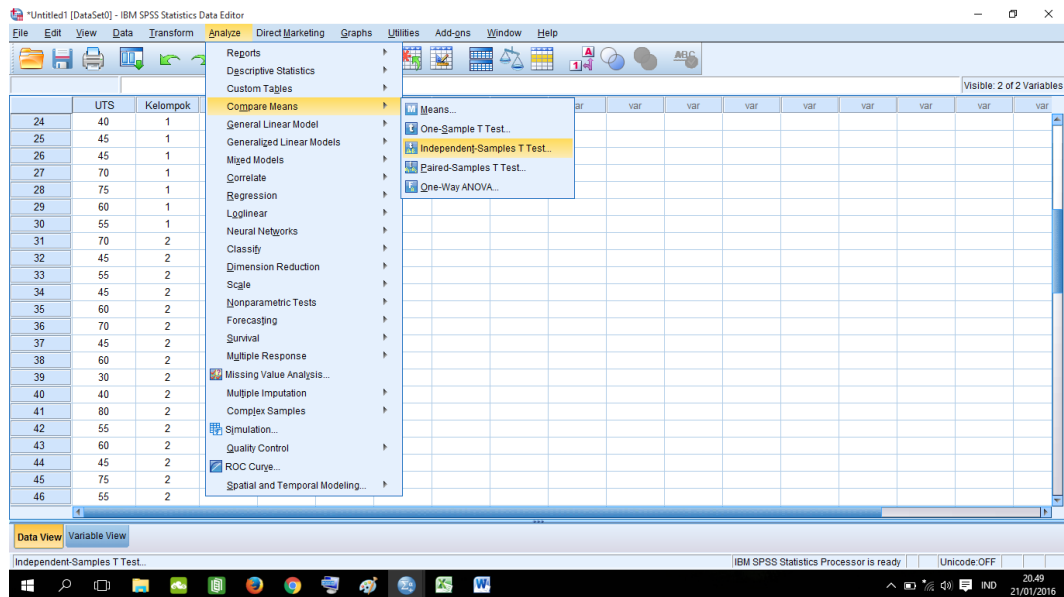 *Untitled1 [DataSet0] - IBM SPSS Statistics Data Editor
File Edit View Data Transform Analyze Direct Marketing Graphs Utilities Add-ons Window Help
Visible: 2 of 2 Variables
UTS Kelompok var var var var var var var var
24 40 1
25 45 1
26 45 1
27 70 1
28 75 1
29 60 1
30 55 1
31 70 2
32 45 2
33 55 2
34 45 2
35 60 2
36 70 2
37 45 2
38 60 2
39 30 2
40 40 2
41 80 2
42 55 2
43 60 2
44 45 2
45 75 2
46 55 2
Reports
Descriptive Statistics
Custom Tables
Compare Means
General Linear Model
Generalized Linear Models
Mixed Models
Correlate
Regression
Loglinear
Neural Networks
Classify
Dimension Reduction
Scale
Nonparametric Tests
Forecasting
Survival
Multiple Response
Missing Value Analysis...
Multiple Imputation
Complex Samples
Simulation...
Quality Control
ROC Curve...
Spatial and Temporal Modeling...
Means...
One-Sample T Test...
Independent-Samples T Test...
Paired-Samples T Test...
One-Way ANOVA...
Data View Variable View
Independent-Samples T Test...
IBM SPSS Statistics Processor is ready Unicode:OFF
IND 20.49
21/01/2016